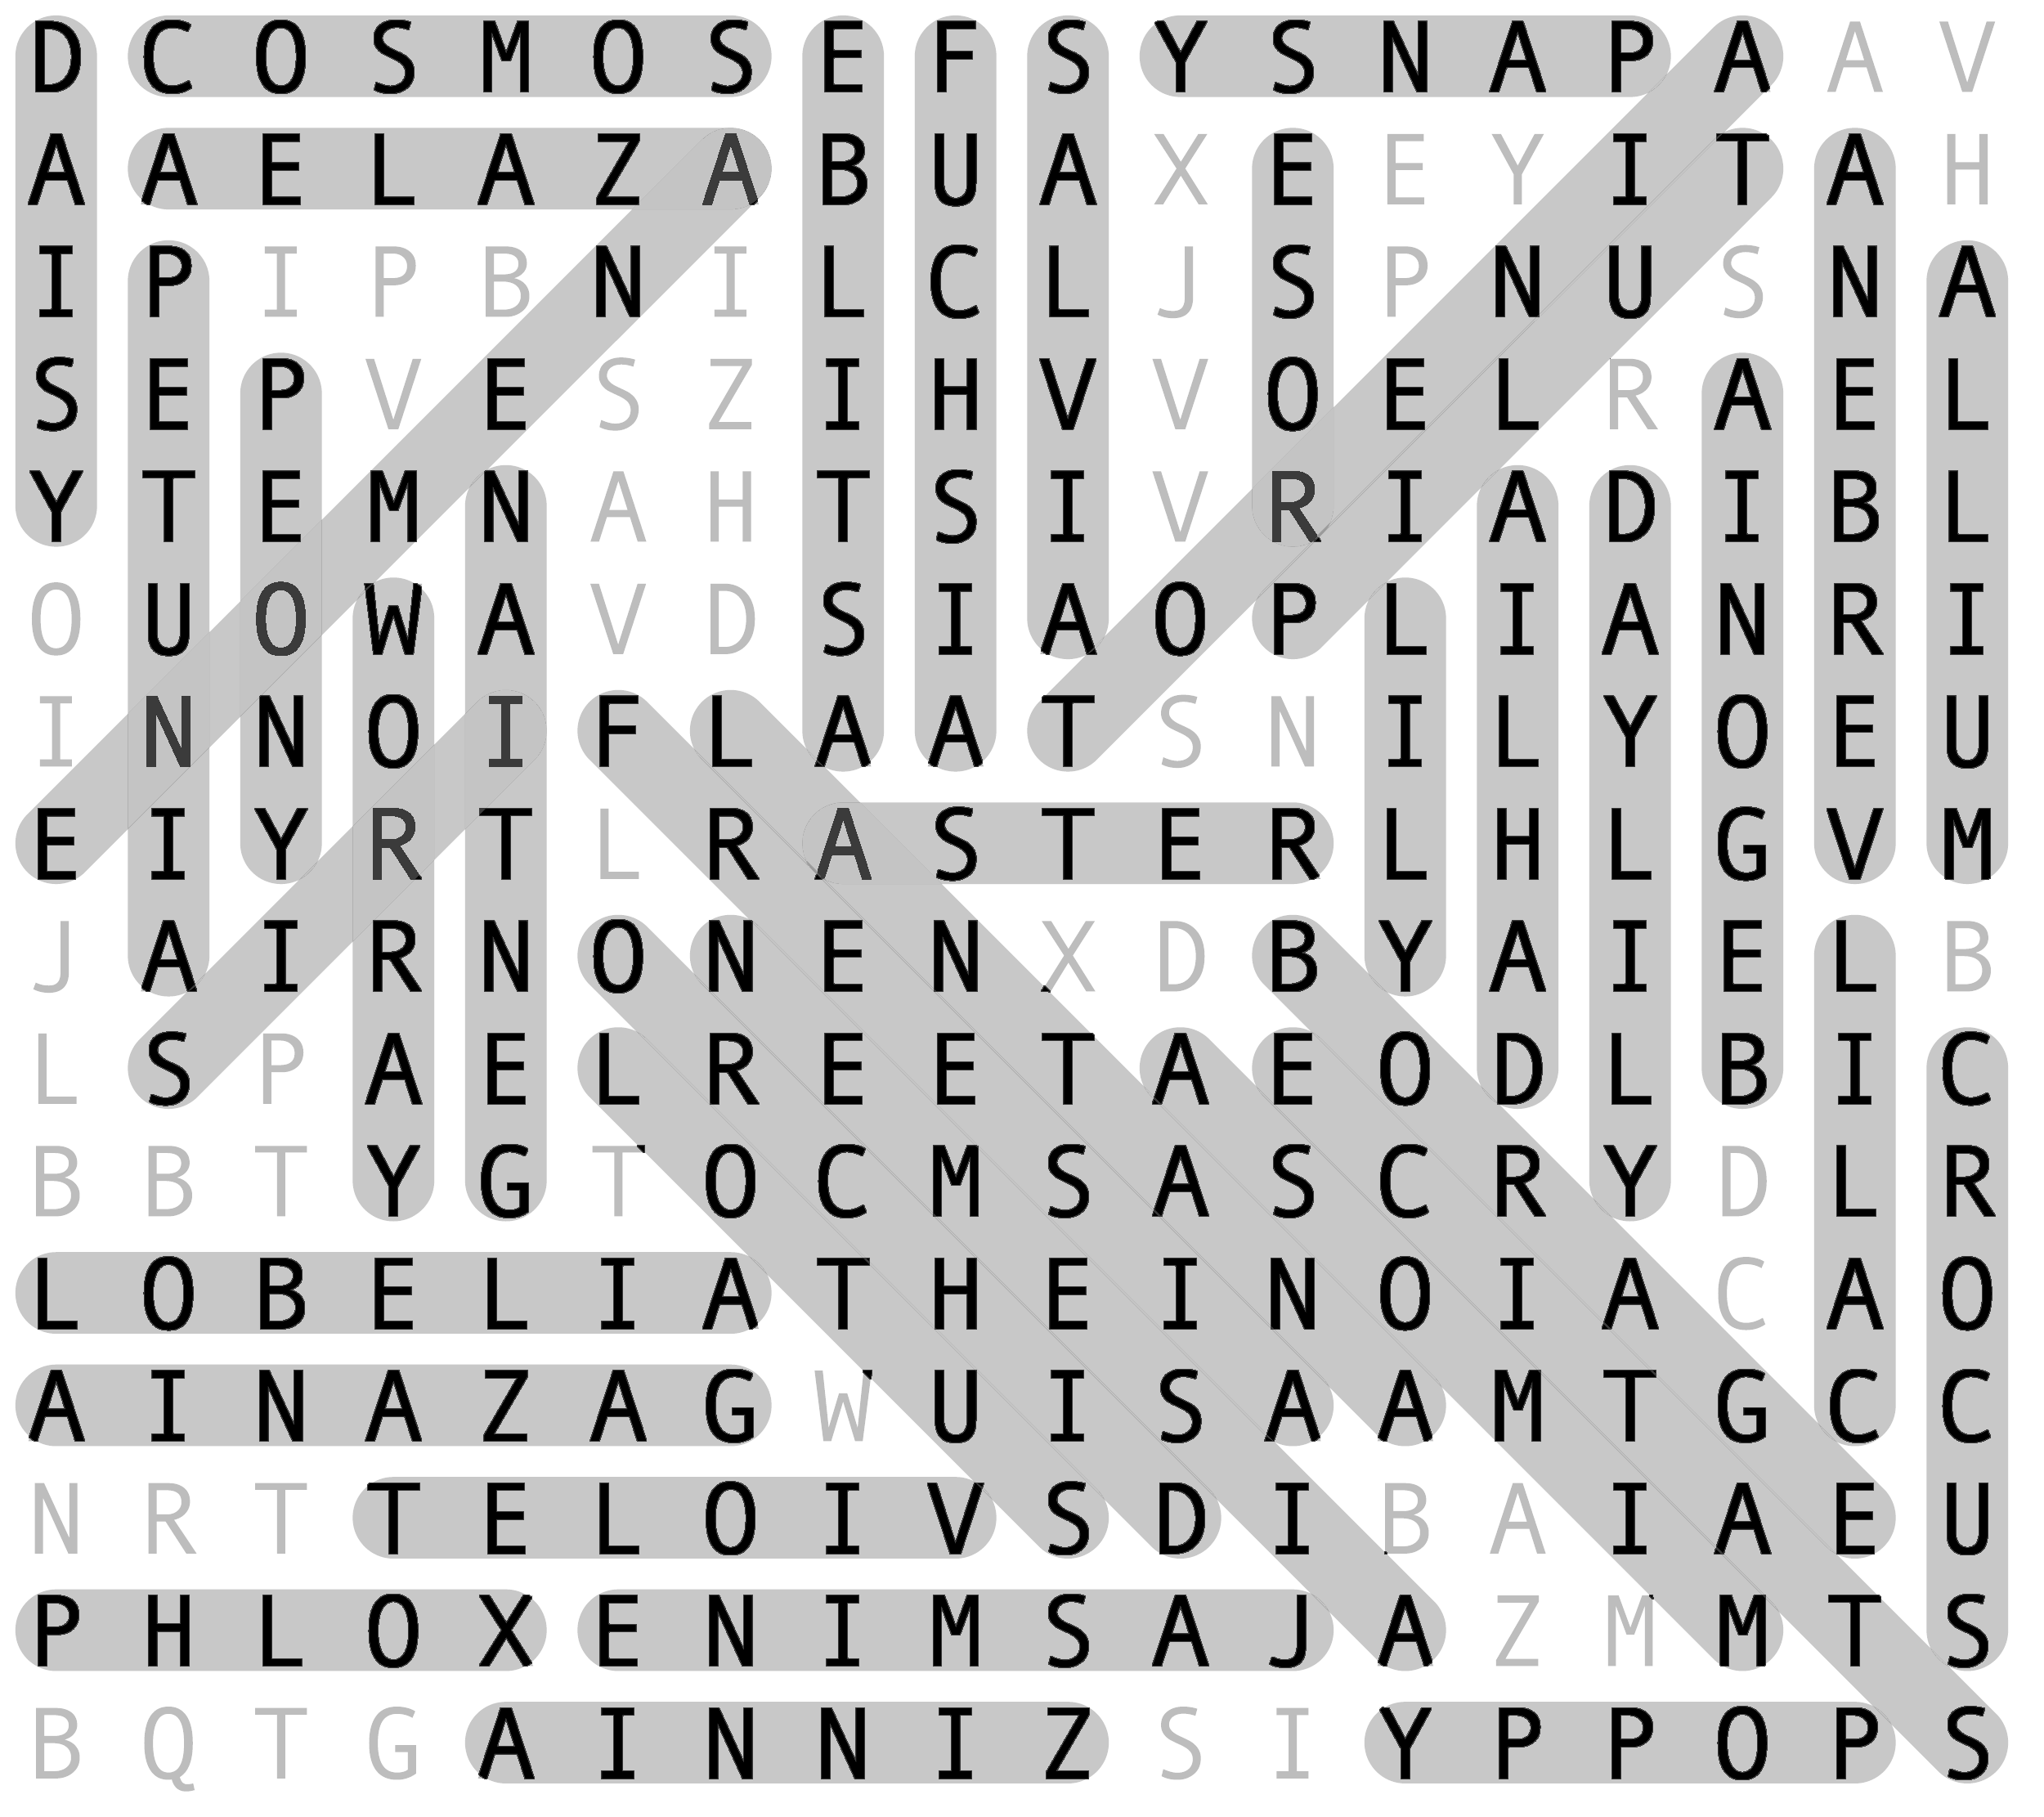 D C O S M O S E F S Y S N A P A A V
A A E L A Z A B U A X E E Y I T A H
I P I P B N I L C L J S P N U S N A
S E P V E S Z I H V V O E L R A E L
Y T E M N A H T S I V R I A D I B L
O U O W A V D S I A O P L I A N R I
I N N O I F L A A T S N I L Y O E U
E I Y R T L R A S T E R L H L G V M
J A I R N O N E N X D B Y A I E L B
L S P A E L R E E T A E O D L B I C
B B T Y G T O C M S A S C R Y D L R
L O B E L I A T H E I N O I A C A O
A I N A Z A G W U I S A A M T G C C
N R T T E L O I V S D I B A I A E U
P H L O X E N I M S A J A Z M M T S
B Q T G A I N N I Z S I Y P P O P S